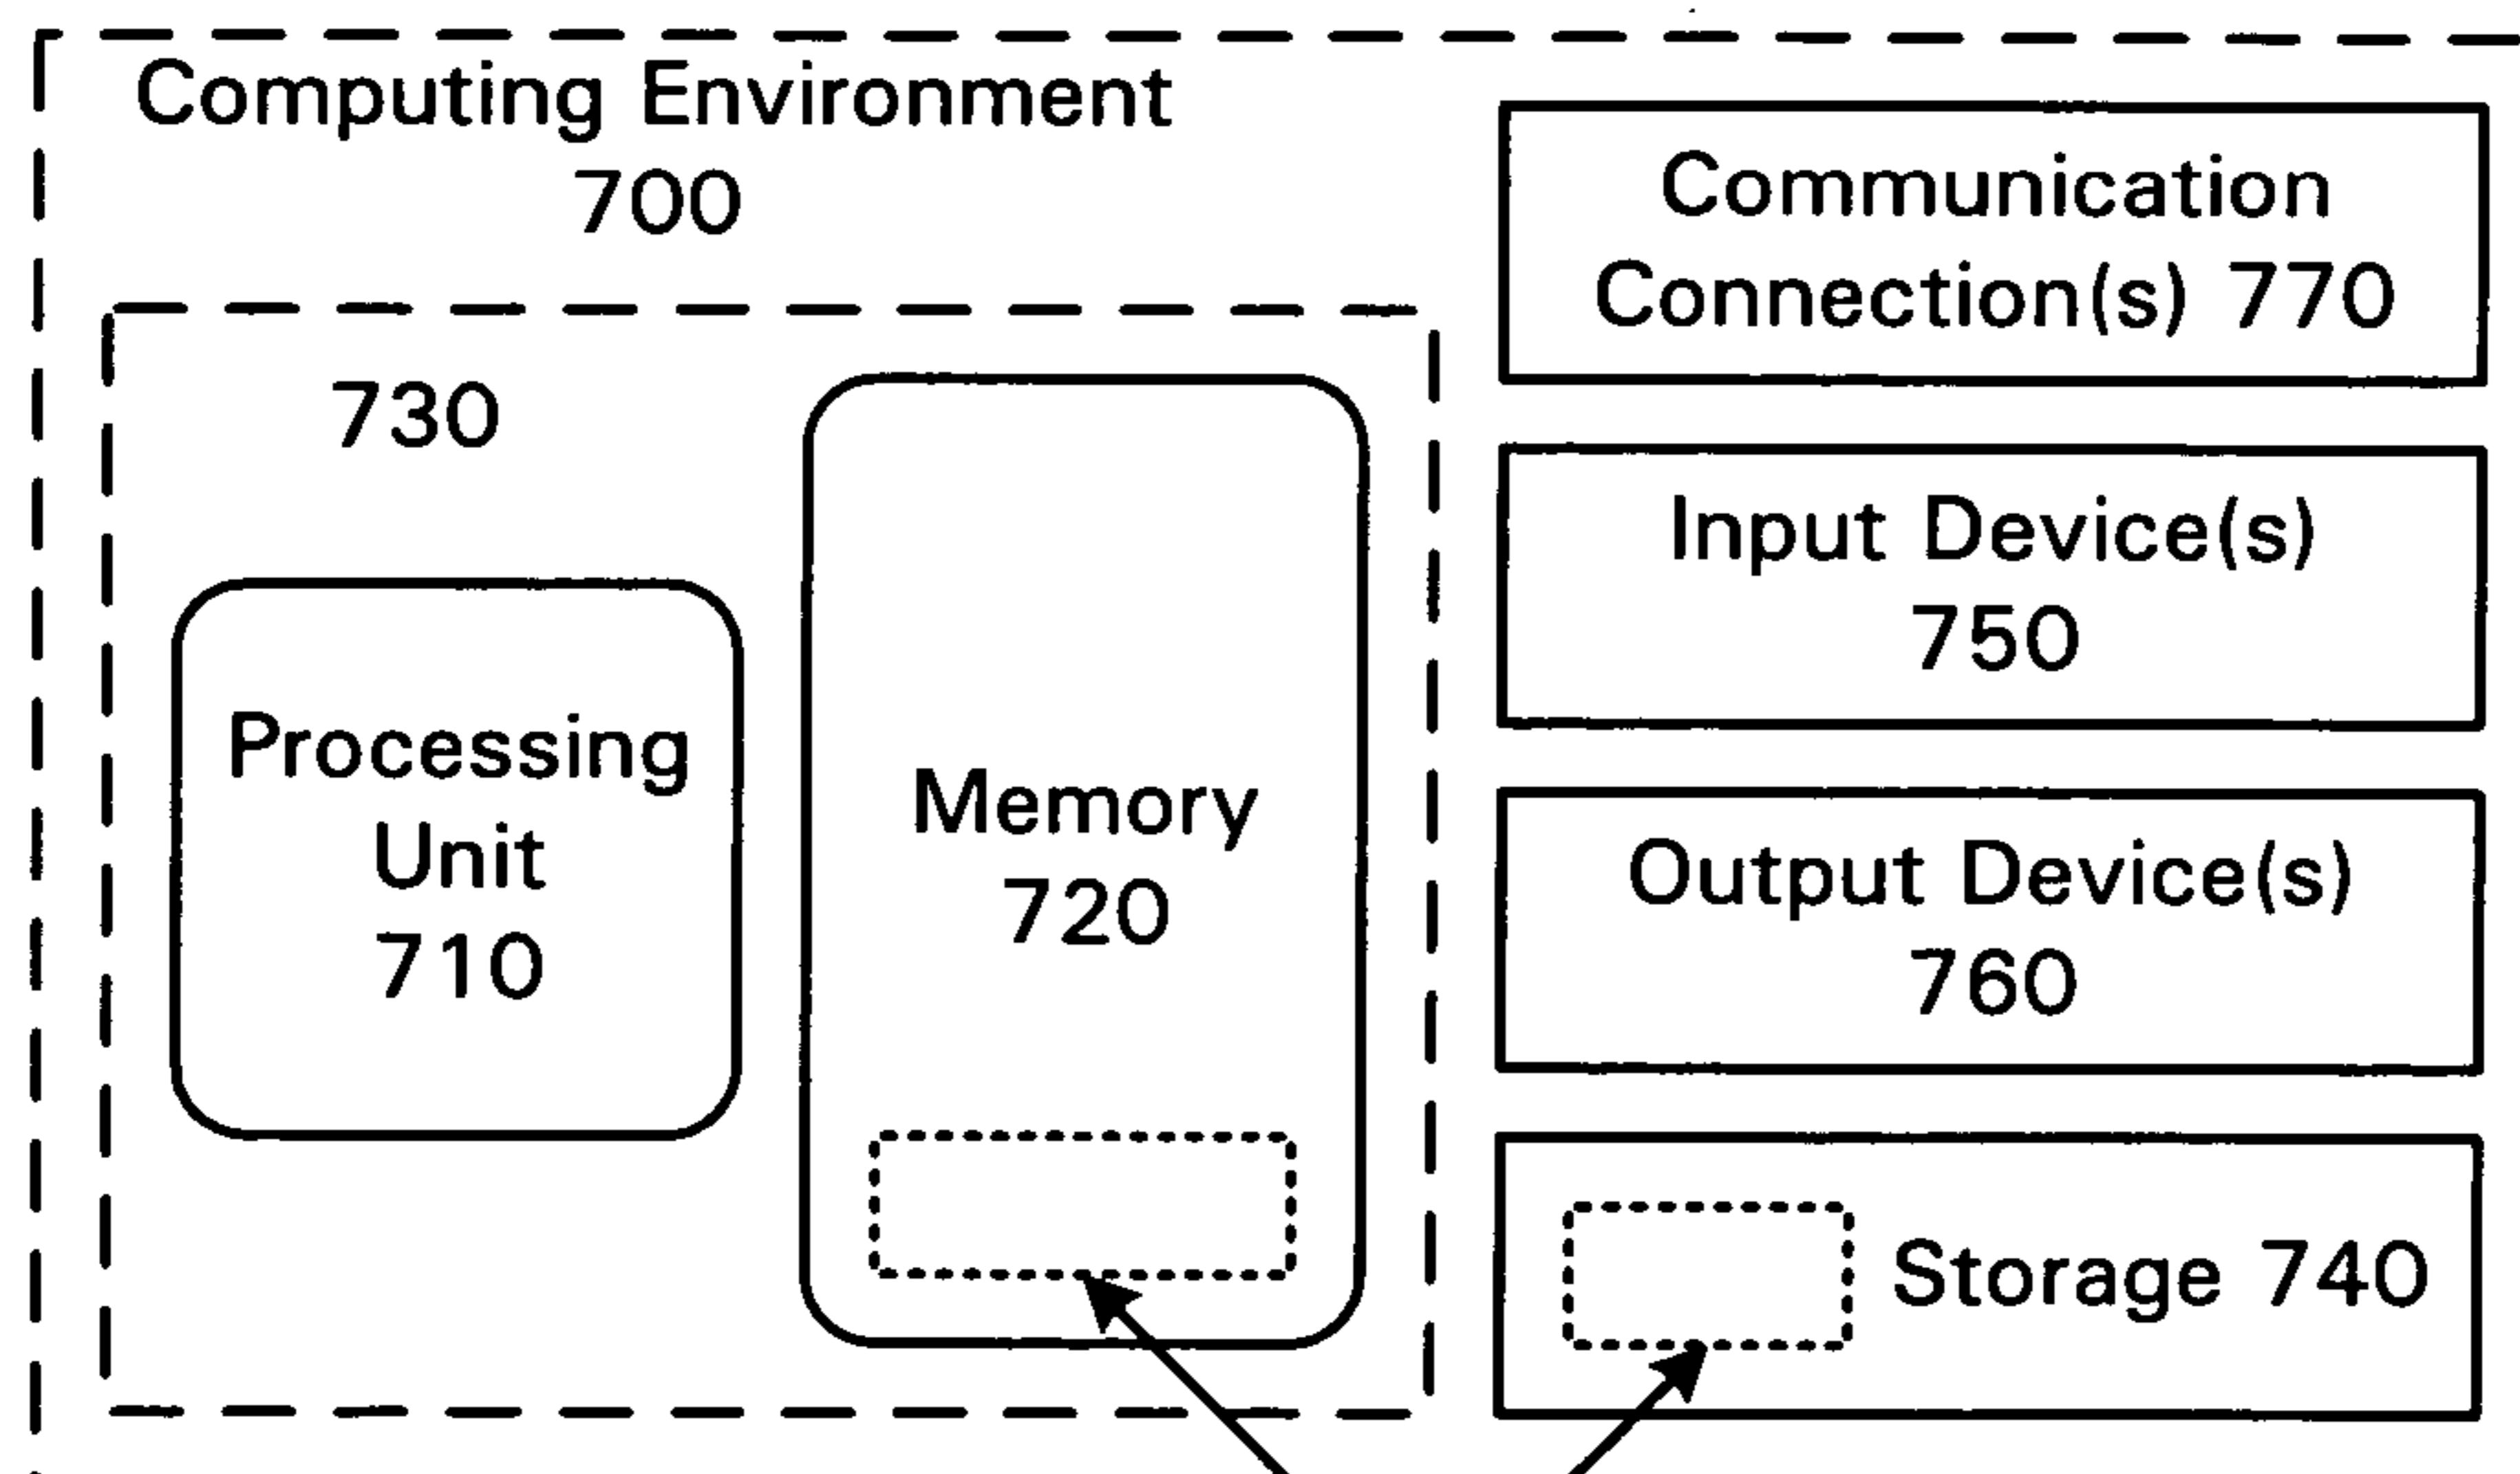 Computing Environment
700
730
Processing
Unit
710
Memory
720
Communication
Connection(s) 770
Input Device(s)
750
Output Device(s)
760
Storage 740